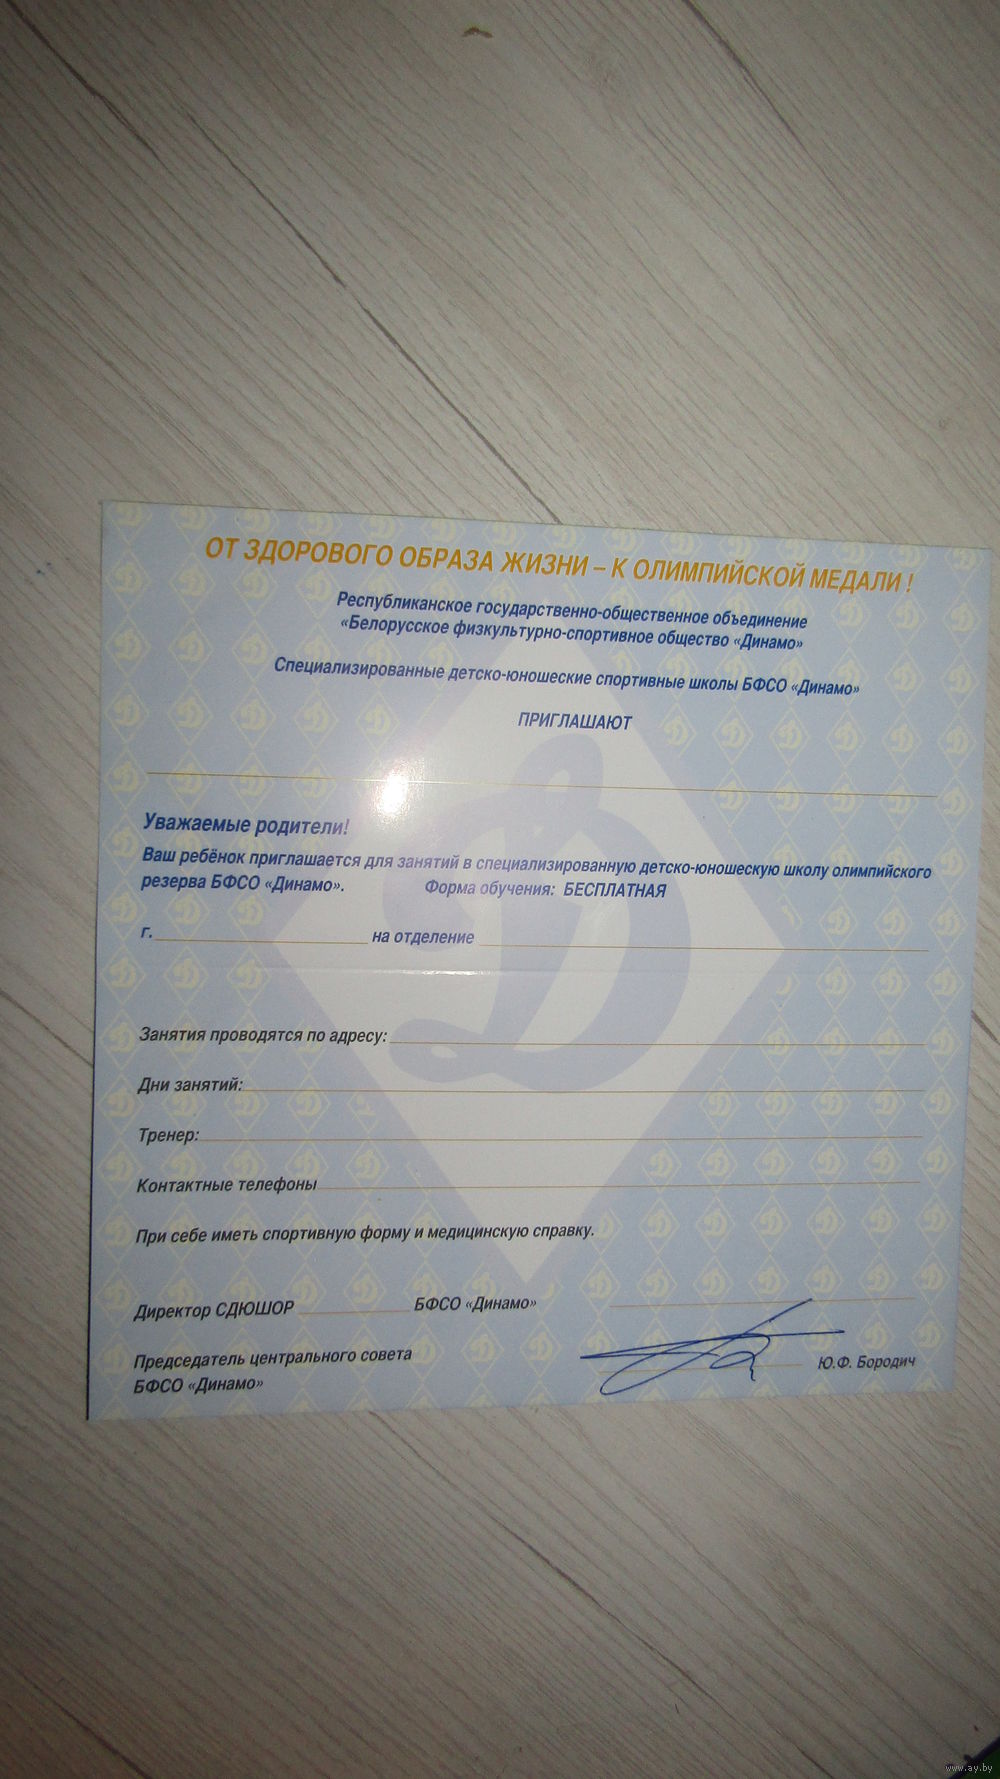 ОТ ЗДОРОВОГО ОБРАЗА ЖИЗНИ – К ОЛИМПИЙСКОЙ МЕДАЛИ !
Республиканское государственно-общественное объединение
«Белорусское физкультурно-спортивное общество «Динамо»
Специализированные детско-юношеские спортивные школы БФСО «Динамо»
ПРИГЛАШАЮТ
Уважаемые родители!
Ваш ребёнок приглашается для занятий в специализированную детско-юношескую школу олимпийского
резерва БФСО «Динамо». Форма обучения: БЕСПЛАТНАЯ
г. на отделение
Занятия проводятся по адресу:
Дни занятий:
Тренер:
Контактные телефоны
При себе иметь спортивную форму и медицинскую справку.
Директор СДЮШОР БФСО «Динамо»
Председатель центрального совета
БФСО «Динамо» Ю.Ф. Бородич
www.ay.by